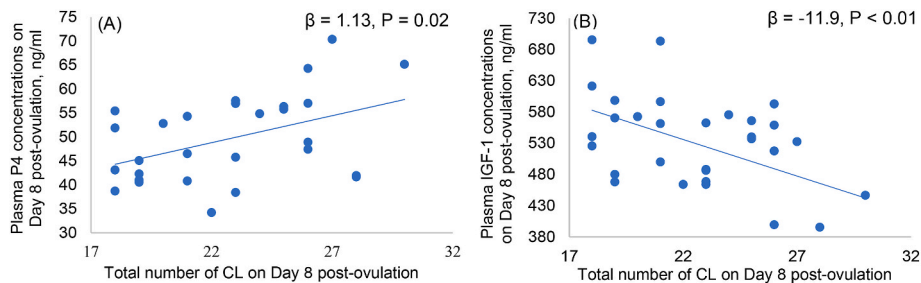 (A)
β = 1.13, P = 0.02
Plasma P4 concentrations on
Day 8 post-ovulation, ng/ml
75
70
65
60
55
50
45
40
35
30
17
22
27
32
Total number of CL on Day 8 post-ovulation
(B)
β = -11.9, P < 0.01
Plasma IGF-1 concentrations
on Day 8 post-ovulation, ng/ml
730
680
630
580
530
480
430
380
17
22
27
32
Total number of CL on Day 8 post-ovulation